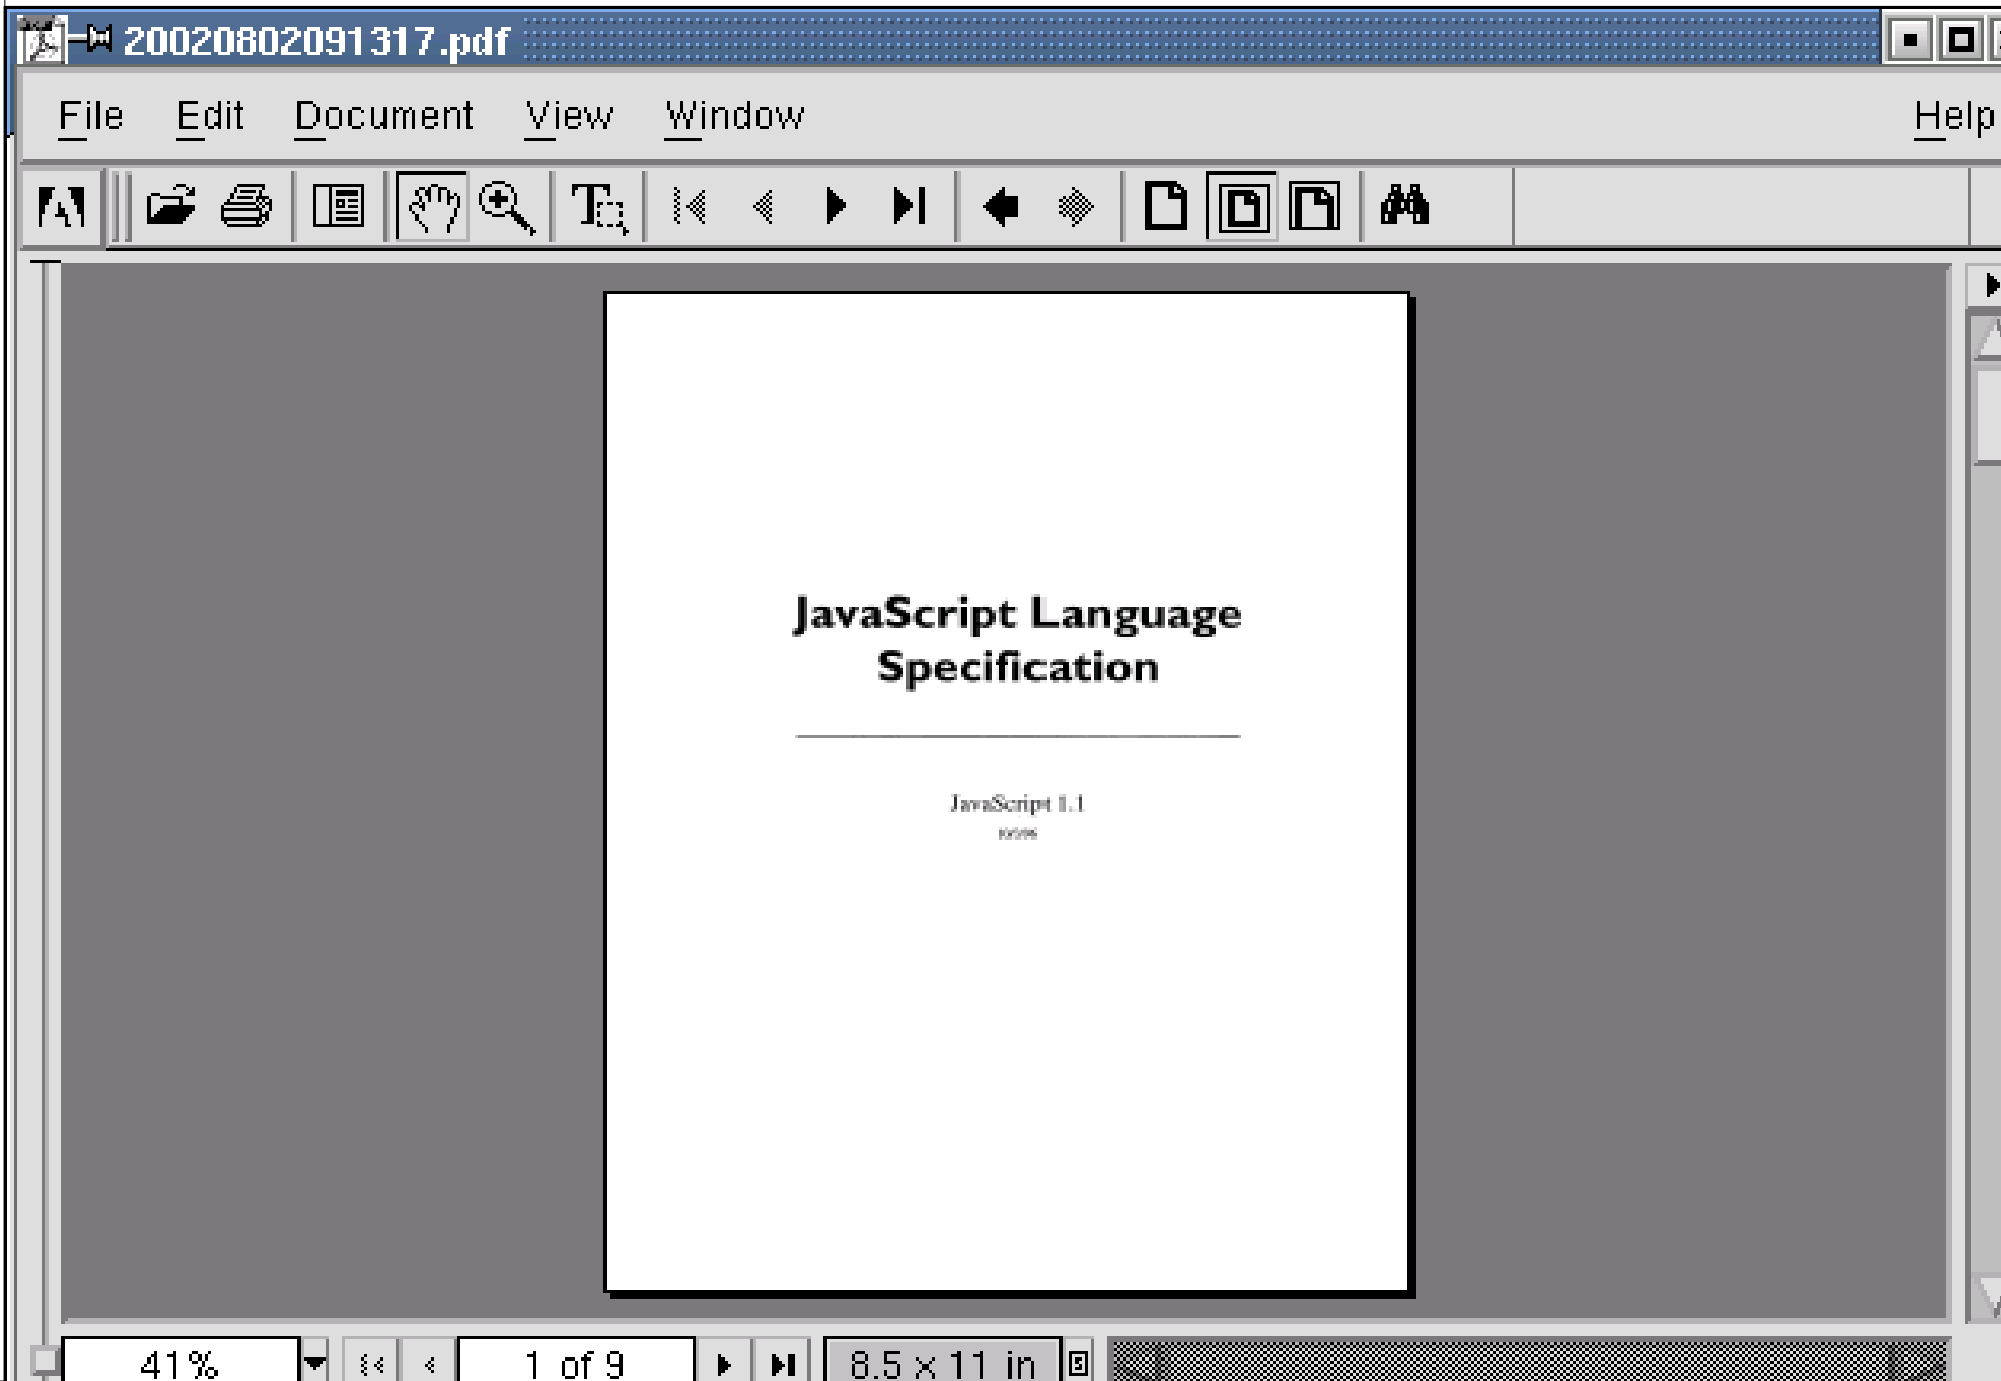 20020802091317.pdf
File Edit Document View Window Help
JavaScript Language
Specification
JavaScript 1.1
41%
1 of 9
8.5 x 11 in